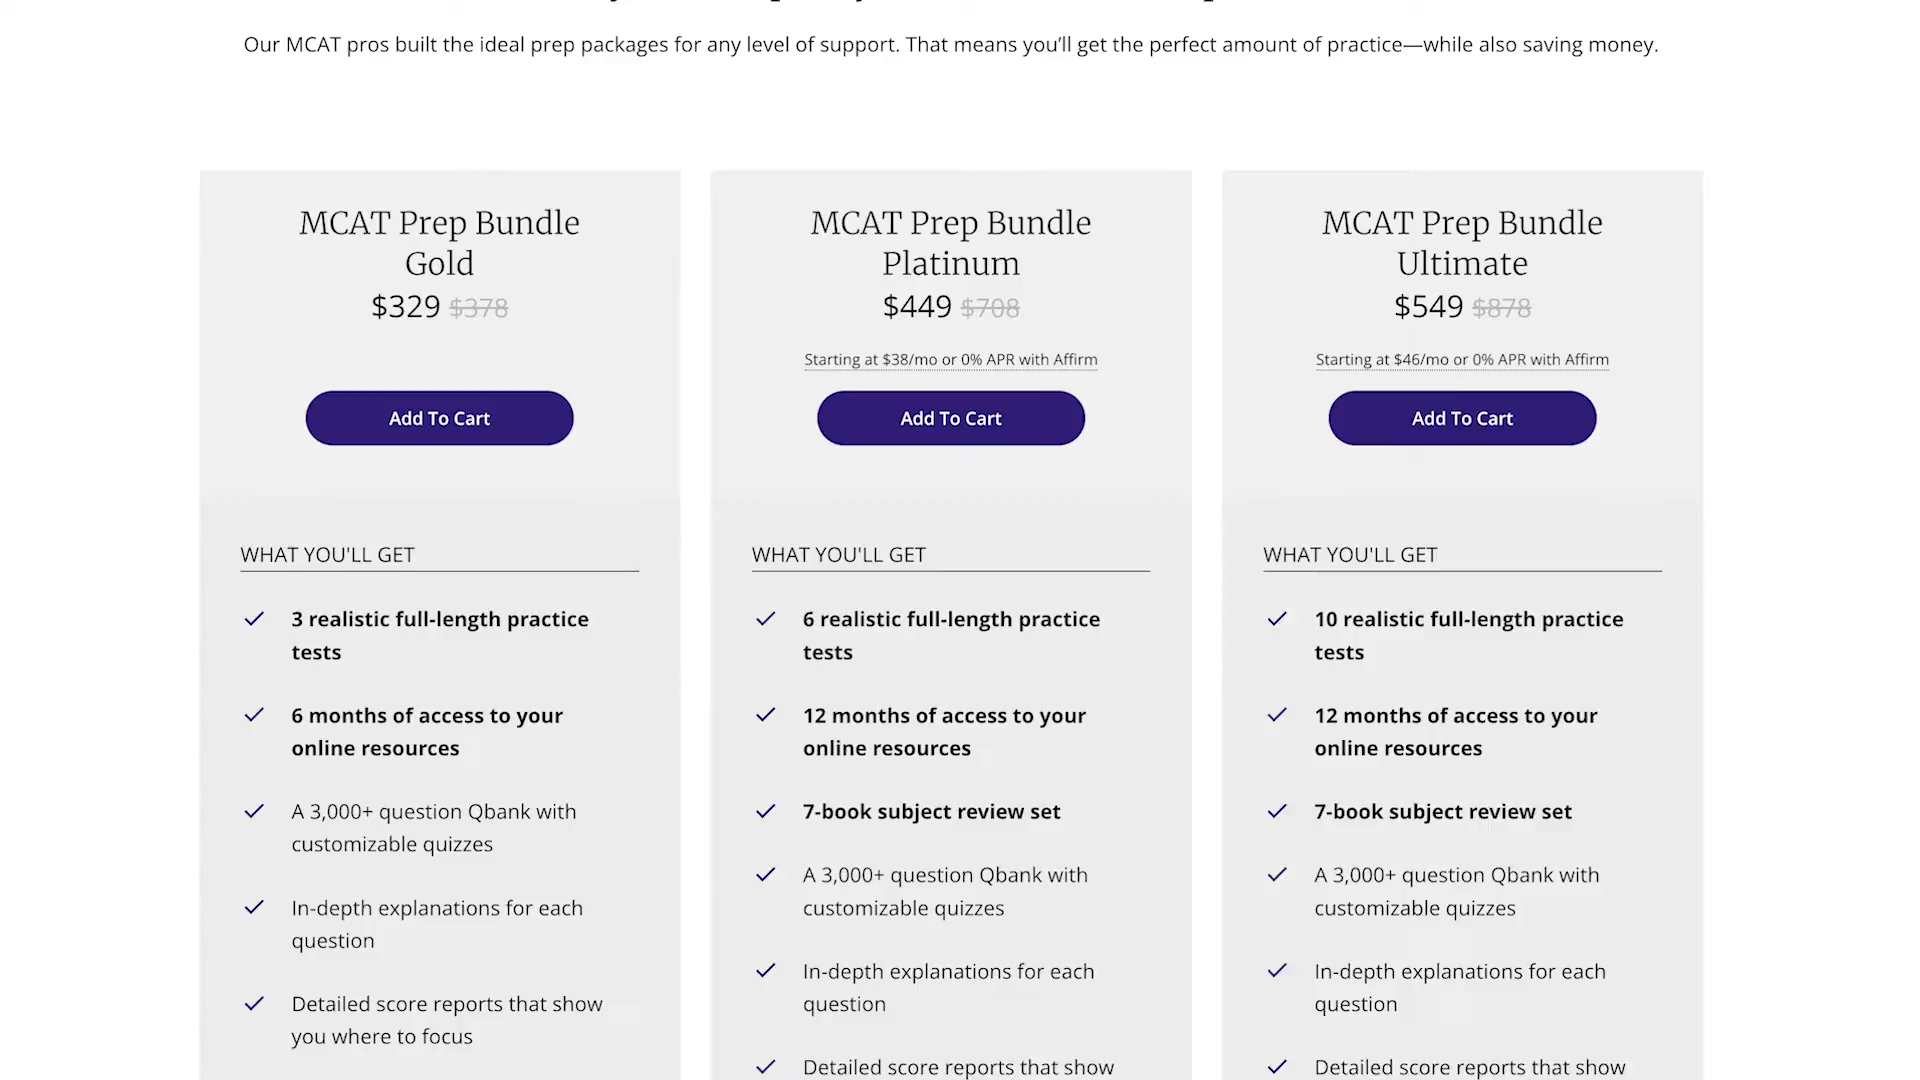 Our MCAT pros built the ideal prep packages for any level of support. That means you’ll get the perfect amount of practice—while also saving money.
MCAT Prep Bundle
Gold
$329 $378
Add To Cart
WHAT YOU'LL GET
3 realistic full-length practice
tests
6 months of access to your
online resources
A 3,000+ question Qbank with
customizable quizzes
In-depth explanations for each
question
Detailed score reports that show
you where to focus
MCAT Prep Bundle
Platinum
$449 $708
Starting at $38/mo or 0% APR with Affirm
Add To Cart
WHAT YOU'LL GET
6 realistic full-length practice
tests
12 months of access to your
online resources
7-book subject review set
A 3,000+ question Qbank with
customizable quizzes
In-depth explanations for each
question
Detailed score reports that show
MCAT Prep Bundle
Ultimate
$549 $878
Starting at $46/mo or 0% APR with Affirm
Add To Cart
WHAT YOU'LL GET
10 realistic full-length practice
tests
12 months of access to your
online resources
7-book subject review set
A 3,000+ question Qbank with
customizable quizzes
In-depth explanations for each
question
Detailed score reports that show